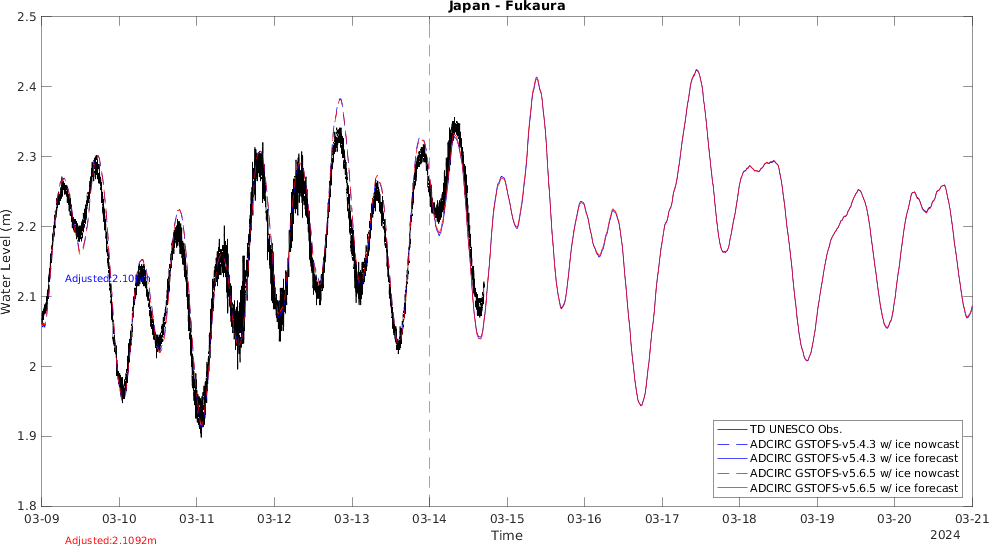 Japan - Fukaura
2.5
2.4
2.3
2.2
2.1
2
1.9
1.8
Water Level (m)
03-09
03-10
03-11
03-12
03-13
03-14
03-15
03-16
03-17
03-18
03-19
03-20
03-21
Time
2024
TD UNESCO Obs.
ADCIRC GSTOFS-v5.4.3 w/ ice nowcast
ADCIRC GSTOFS-v5.4.3 w/ ice forecast
ADCIRC GSTOFS-v5.6.5 w/ ice nowcast
ADCIRC GSTOFS-v5.6.5 w/ ice forecast
Adjusted:2.1092m